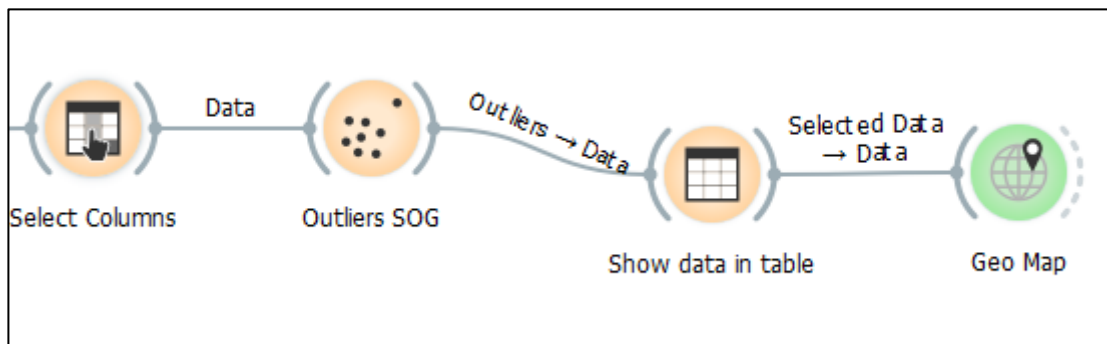 Data
Outliers → Data
Selected Data
→ Data
Select Columns
Outliers SOG
Show data in table
Geo Map